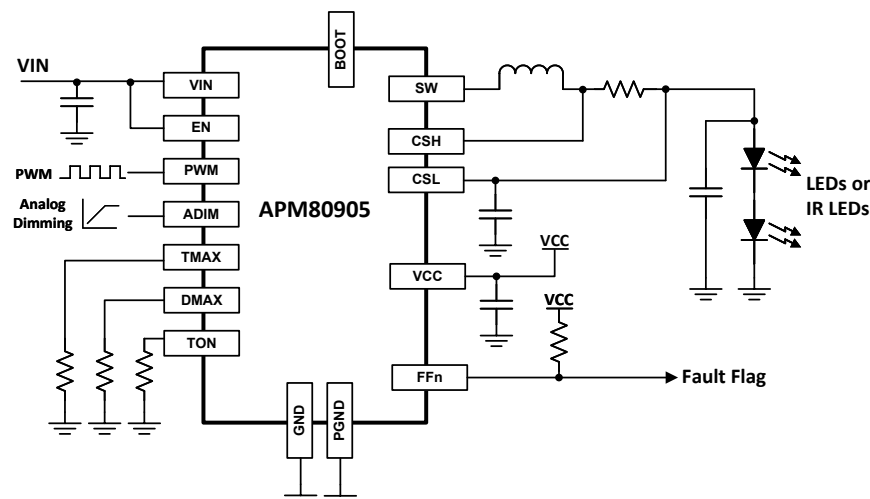 BOOT
VIN
VIN
SW
EN
CSH
PWM
PWM
CSL
LEDs or
IR LEDs
Analog
Dimming
ADIM
APM80905
TMAX
VCC
VCC
DMAX
VCC
TON
FFn
Fault Flag
GND
PGND